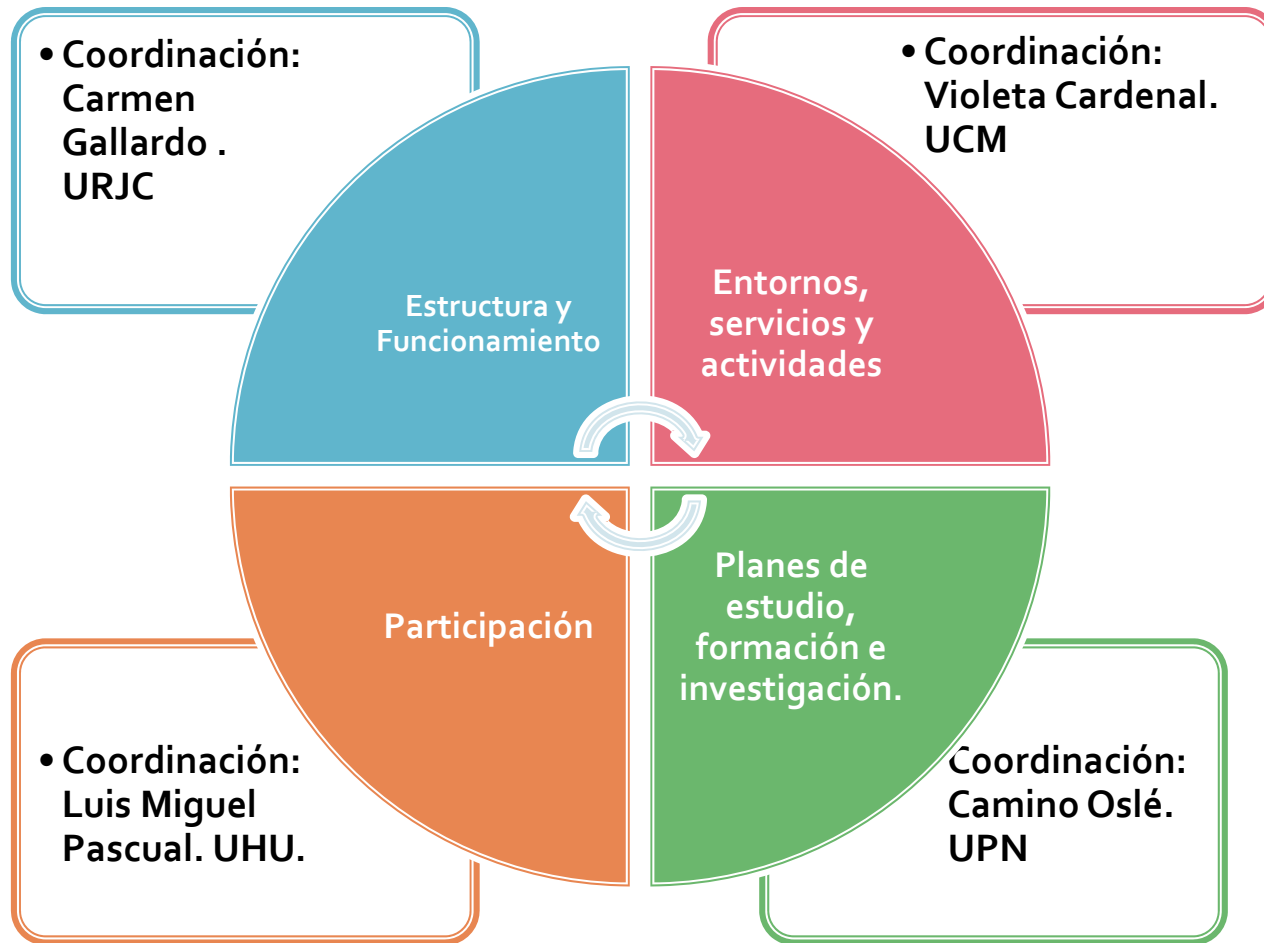 • Coordinación:
Carmen
Gallardo .
URJC
• Coordinación:
Violeta Cardenal.
UCM
Estructura y
Funcionamiento
Entornos,
servicios y
actividades
Participación
Planes de
estudio,
formación e
investigación.
• Coordinación:
Luis Miguel
Pascual. UHU.
Coordinación:
Camino Oslé.
UPN